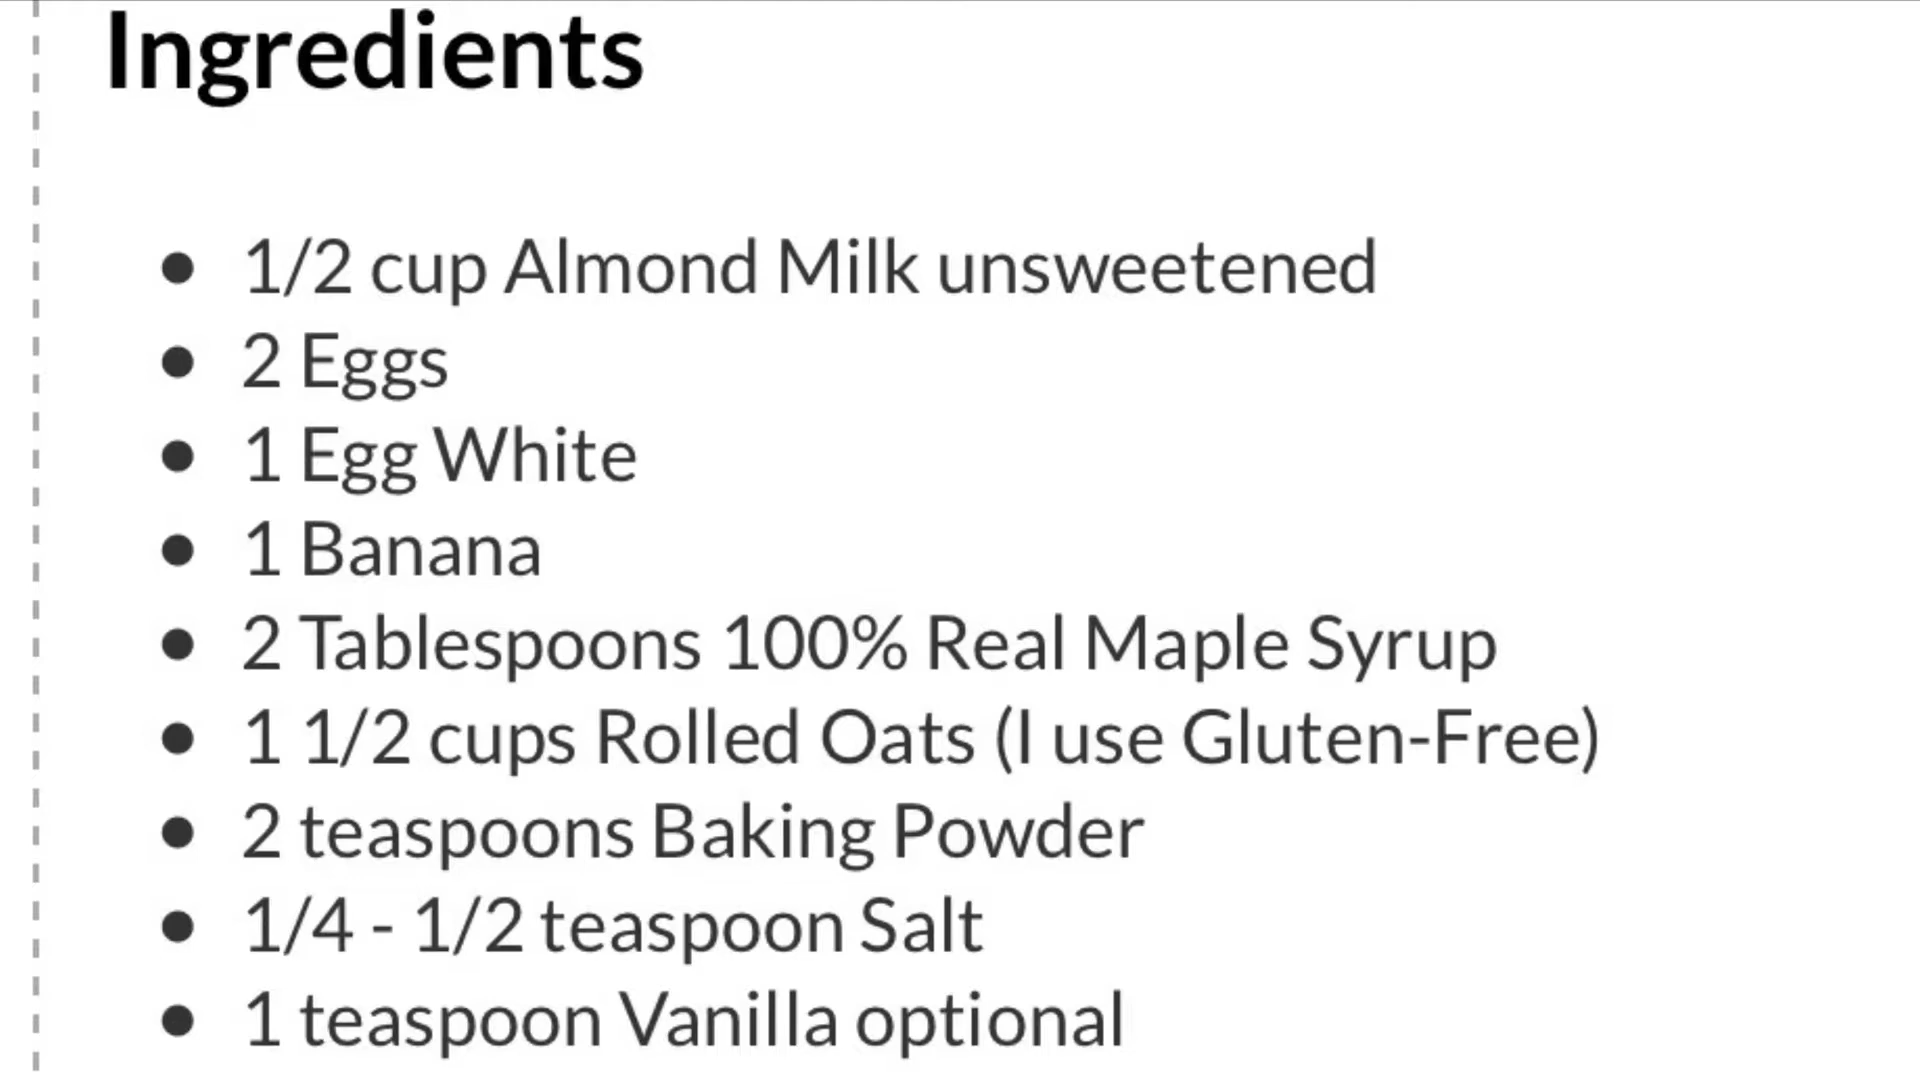 Ingredients
1/2 cup Almond Milk unsweetened
2 Eggs
1 Egg White
1 Banana
2 Tablespoons 100% Real Maple Syrup
1 1/2 cups Rolled Oats (I use Gluten-Free)
2 teaspoons Baking Powder
1/4 - 1/2 teaspoon Salt
1 teaspoon Vanilla optional